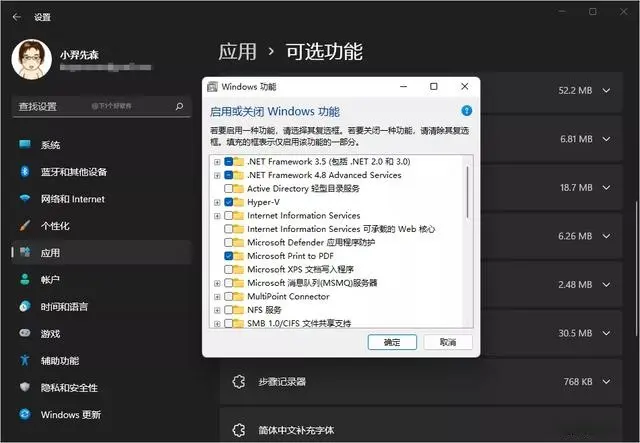 设置
小羿先森
查找设置
@下1个好软件
系统
蓝牙和其他设备
网络和 Internet
个性化
应用
帐户
时间和语言
游戏
辅助功能
隐私和安全性
Windows 更新
应用 › 可选功能
52.2 MB
6.81 MB
18.7 MB
6.26 MB
2.48 MB
30.5 MB
步骤记录器 768 KB
简体中文补充字体
Windows 功能
启用或关闭 Windows 功能
若要启用一种功能，请选择其复选框。若要关闭一种功能，请清除其复选
框。填充的框表示仅启用该功能的一部分。
.NET Framework 3.5 (包括 .NET 2.0 和 3.0)
.NET Framework 4.8 Advanced Services
Active Directory 轻型目录服务
Hyper-V
Internet Information Services
Internet Information Services 可承载的 Web 核心
Microsoft Defender 应用程序防护
Microsoft Print to PDF
Microsoft XPS 文档写入程序
Microsoft 消息队列(MSMQ)服务器
MultiPoint Connector
NFS 服务
SMB 1.0/CIFS 文件共享支持
确定
取消